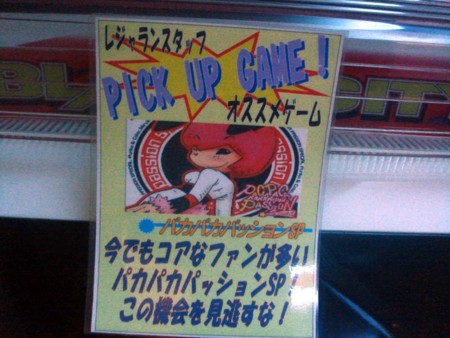 レジャランスタッフ
PICK UP GAME!
オススメゲーム
パカパカパッションSP
今でもコアなファンが多い
パカパカパッションSP!
この機会を見逃すな!